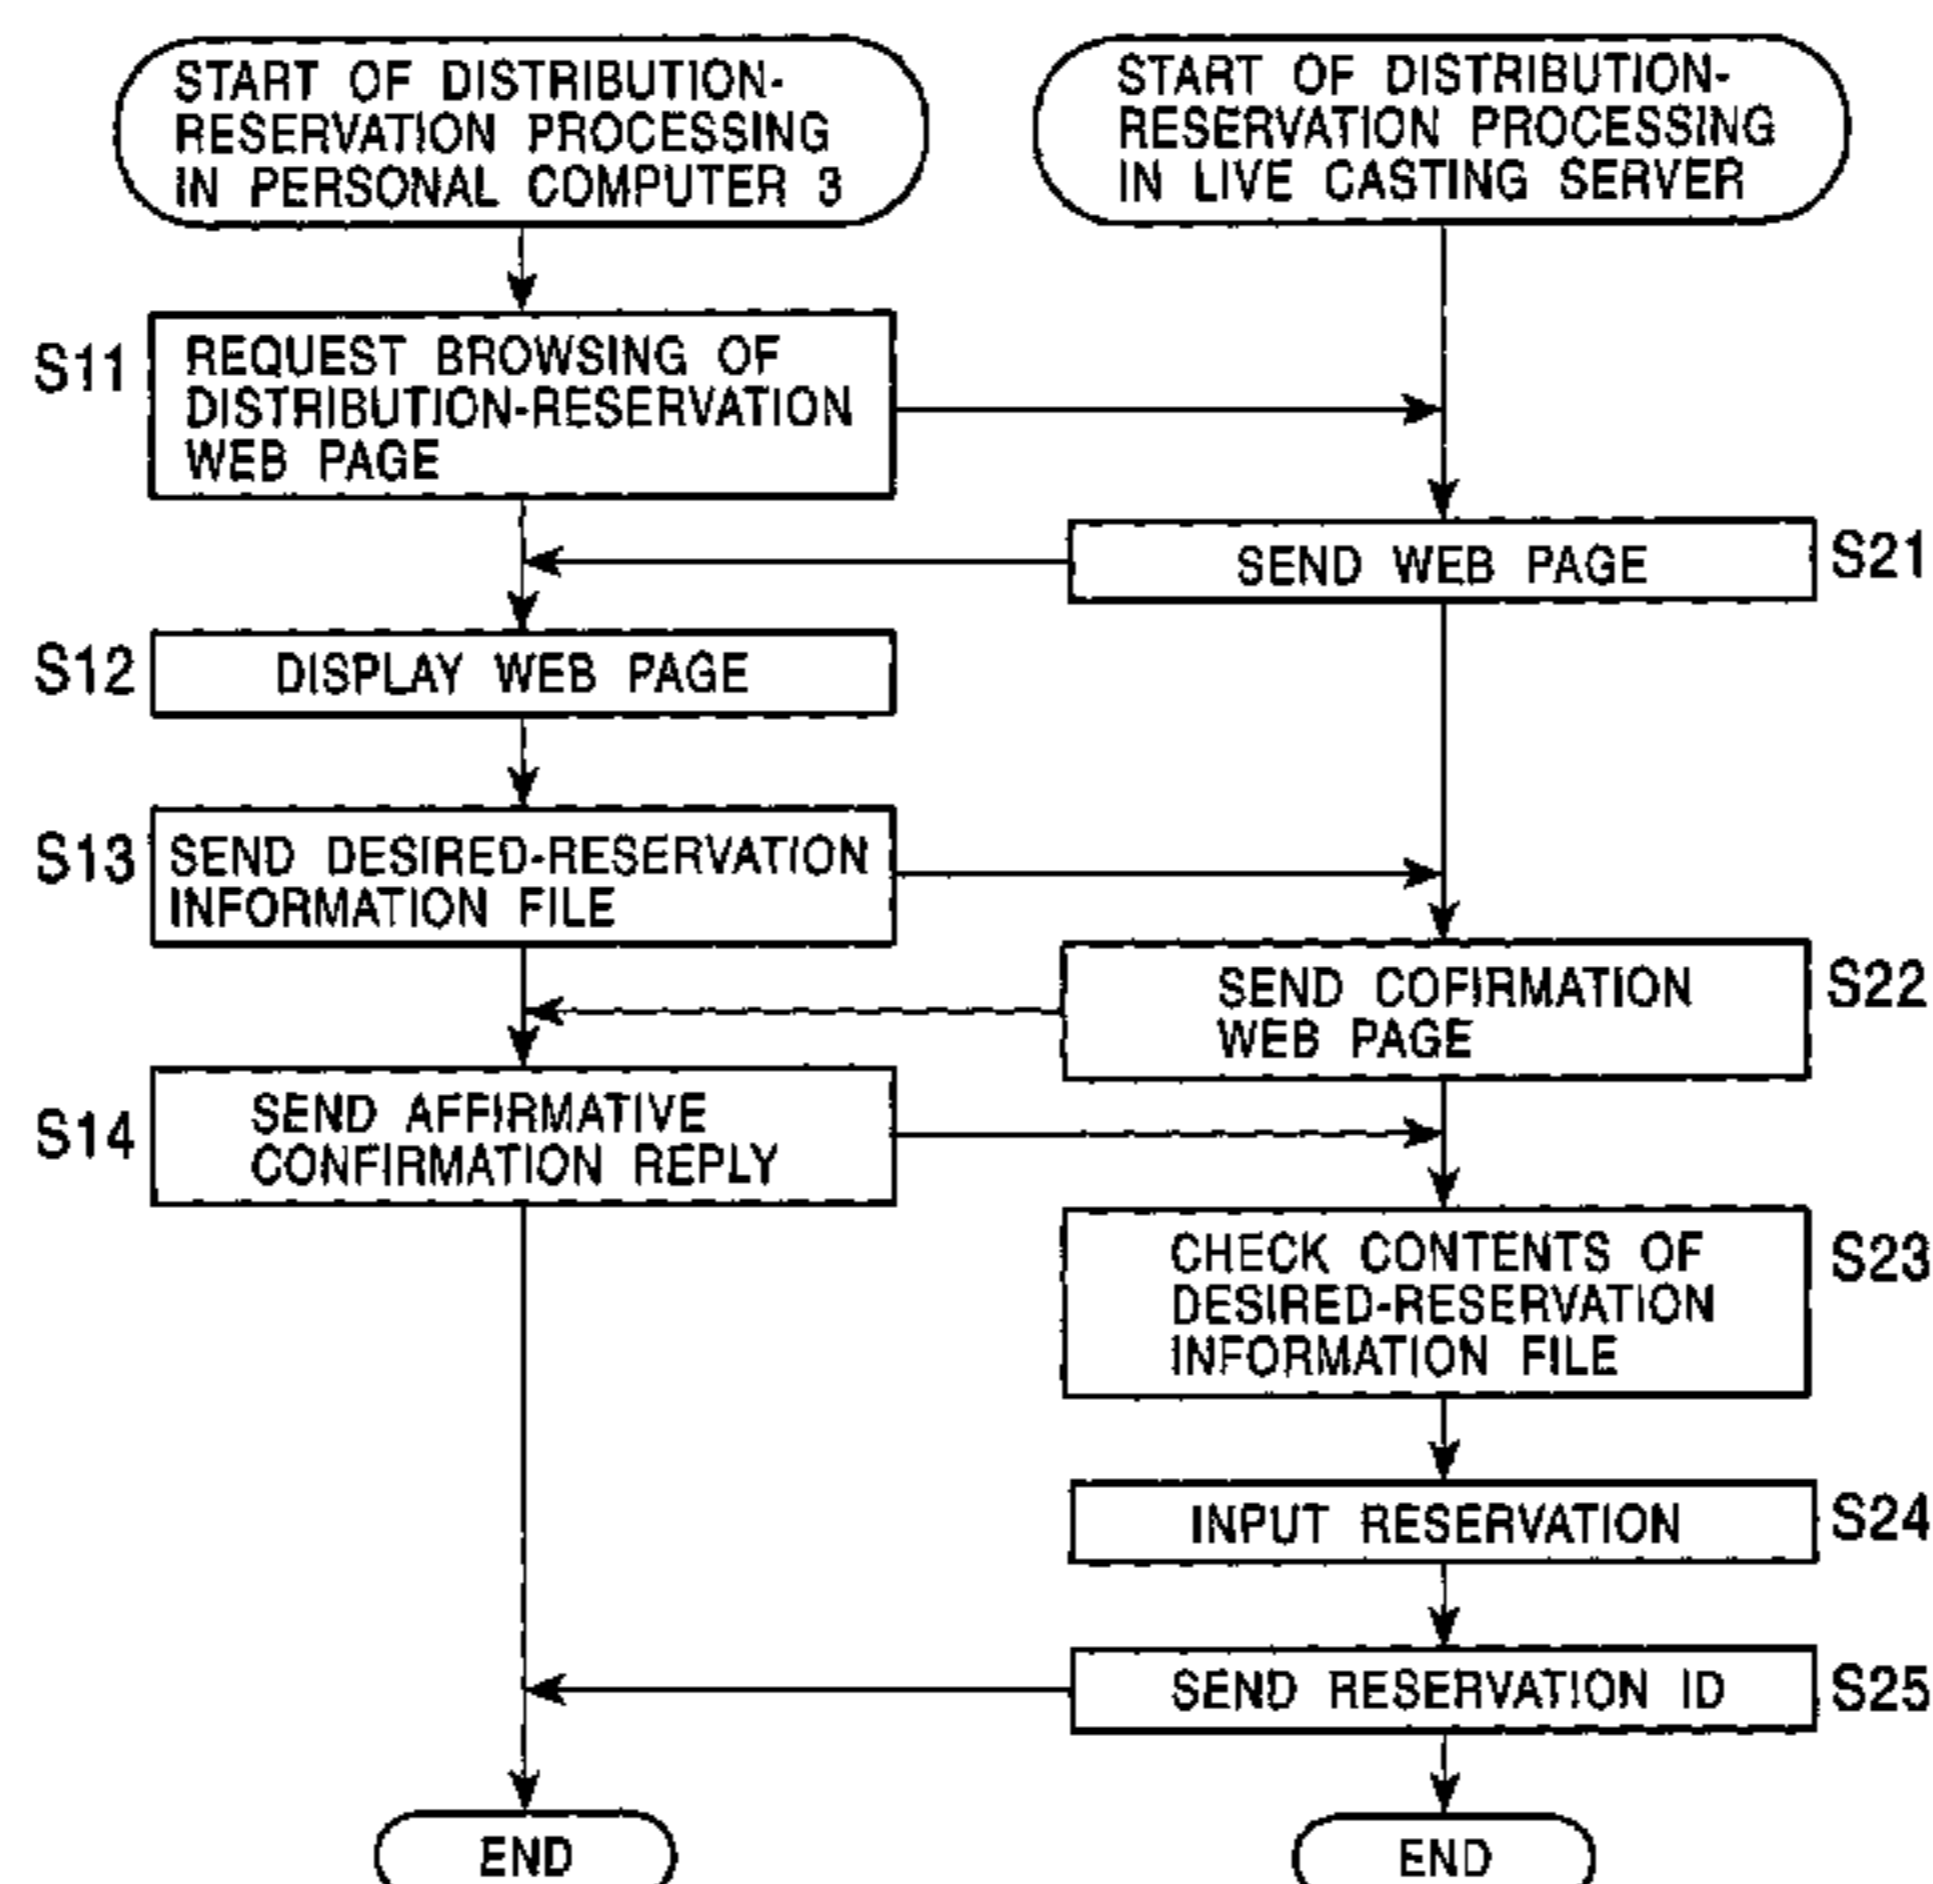 START OF DISTRIBUTION-
RESERVATION PROCESSING
IN PERSONAL COMPUTER 3
START OF DISTRIBUTION-
RESERVATION PROCESSING
IN LIVE CASTING SERVER
S11
REQUEST BROWSING OF
DISTRIBUTION-RESERVATION
WEB PAGE
SEND WEB PAGE
S21
S12
DISPLAY WEB PAGE
S13
SEND DESIRED-RESERVATION
INFORMATION FILE
SEND COFIRMATION
WEB PAGE
S22
S14
SEND AFFIRMATIVE
CONFIRMATION REPLY
CHECK CONTENTS OF
DESIRED-RESERVATION
INFORMATION FILE
S23
INPUT RESERVATION
S24
SEND RESERVATION ID
S25
END
END